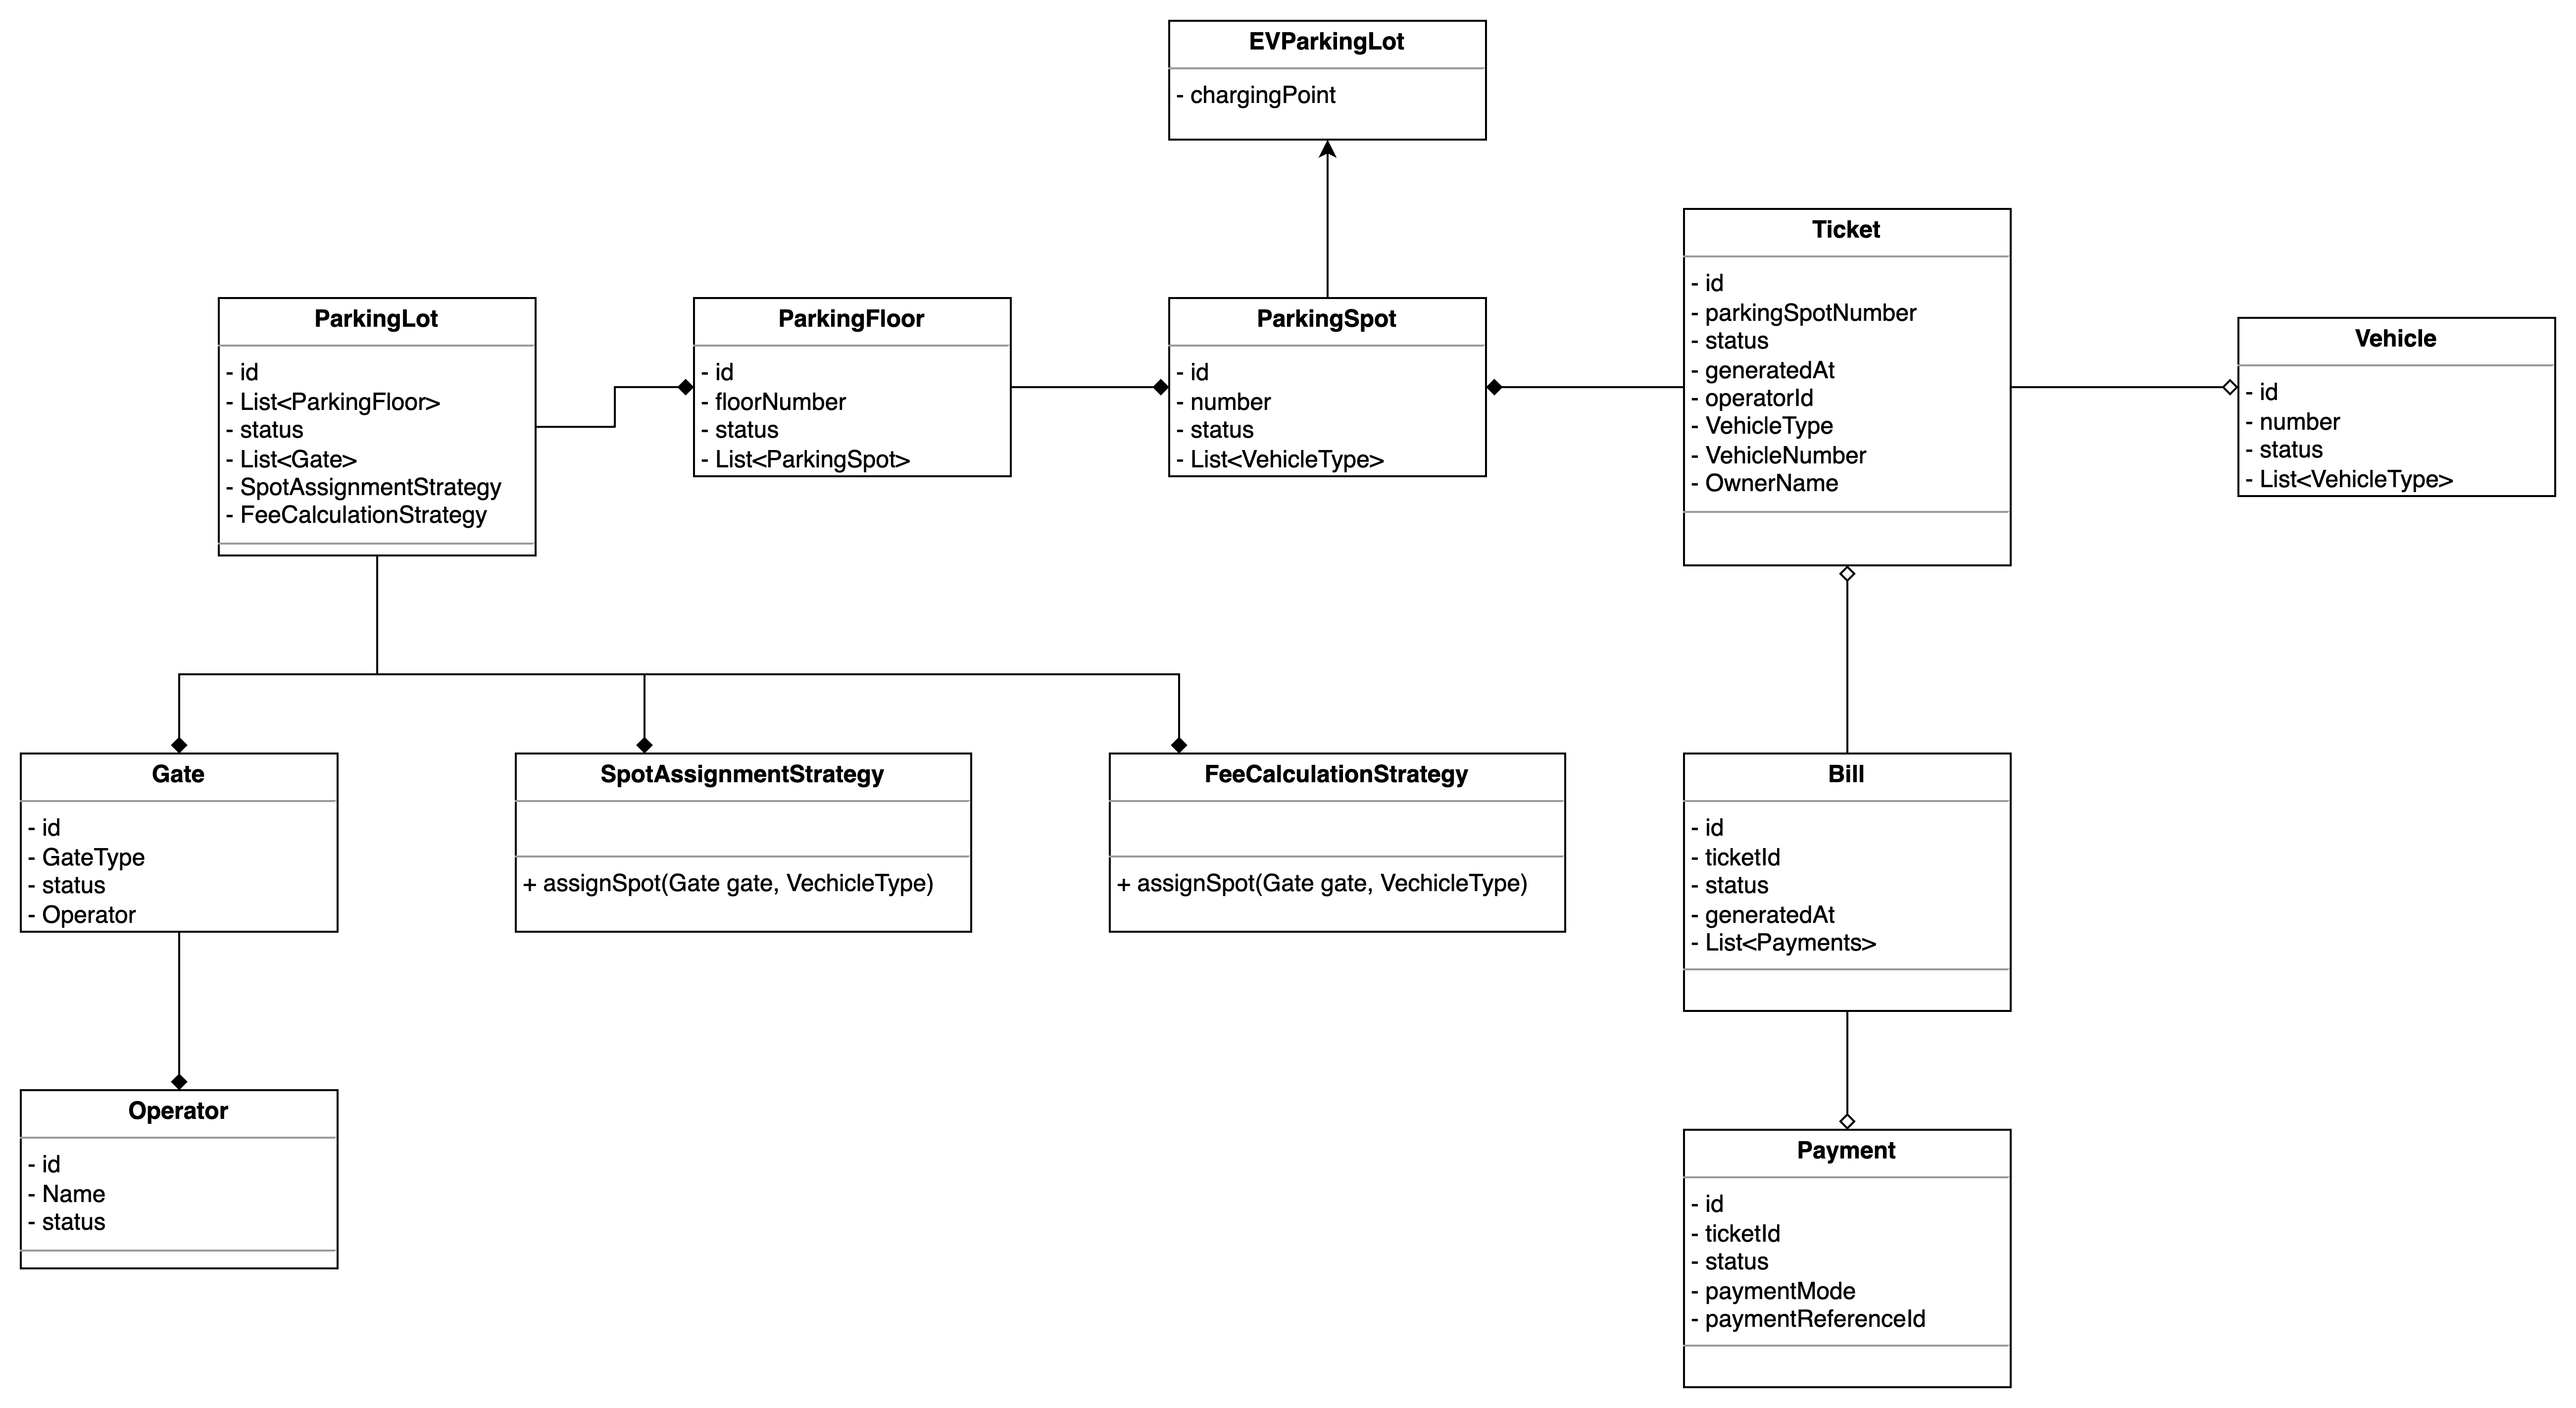 EVParkingLot
- chargingPoint
ParkingLot
- id
- List<ParkingFloor>
- status
- List<Gate>
- SpotAssignmentStrategy
- FeeCalculationStrategy
ParkingFloor
- id
- floorNumber
- status
- List<ParkingSpot>
ParkingSpot
- id
- number
- status
- List<VehicleType>
Ticket
- id
- parkingSpotNumber
- status
- generatedAt
- operatorId
- VehicleType
- VehicleNumber
- OwnerName
Vehicle
- id
- number
- status
- List<VehicleType>
Gate
- id
- GateType
- status
- Operator
SpotAssignmentStrategy
+ assignSpot(Gate gate, VechicleType)
FeeCalculationStrategy
+ assignSpot(Gate gate, VechicleType)
Bill
- id
- ticketId
- status
- generatedAt
- List<Payments>
Operator
- id
- Name
- status
Payment
- id
- ticketId
- status
- paymentMode
- paymentReferenceId